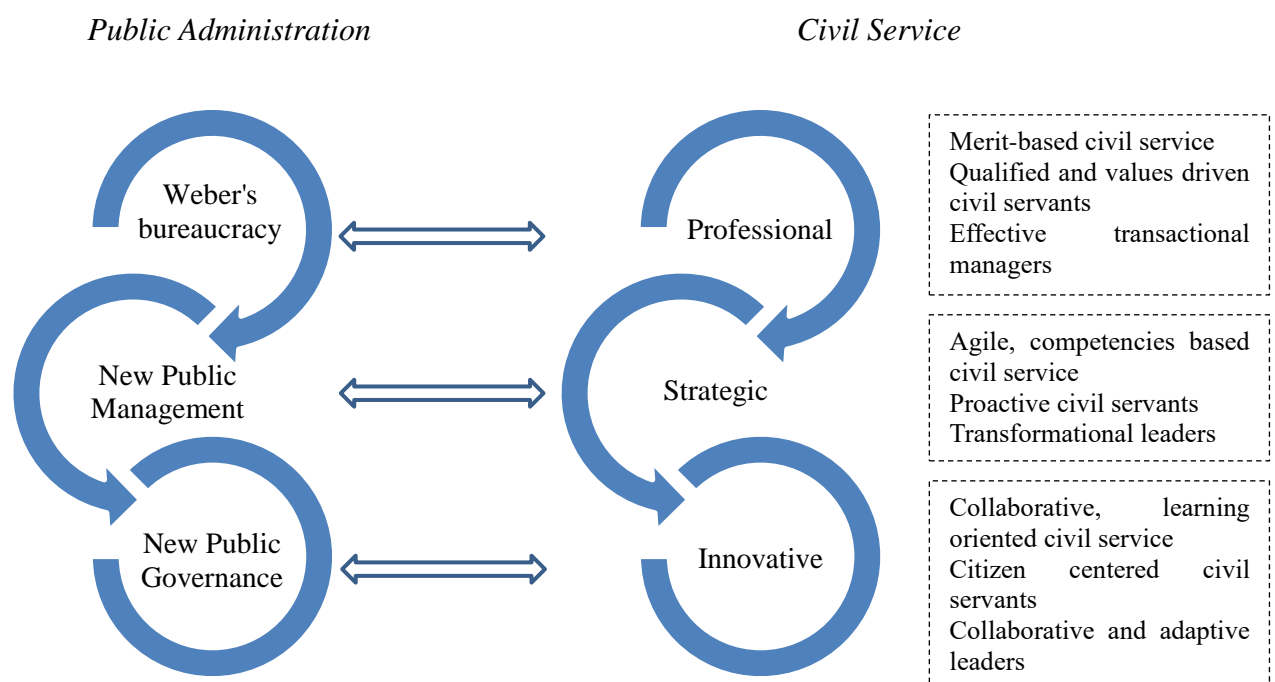 Public Administration
Civil Service
Weber's
bureaucracy
Professional
Merit-based civil service
Qualified and values driven
civil servants
Effective transactional
managers
New Public
Management
Strategic
Agile, competencies based
civil service
Proactive civil servants
Transformational leaders
New Public
Governance
Innovative
Collaborative, learning
oriented civil service
Citizen centered civil
servants
Collaborative and adaptive
leaders